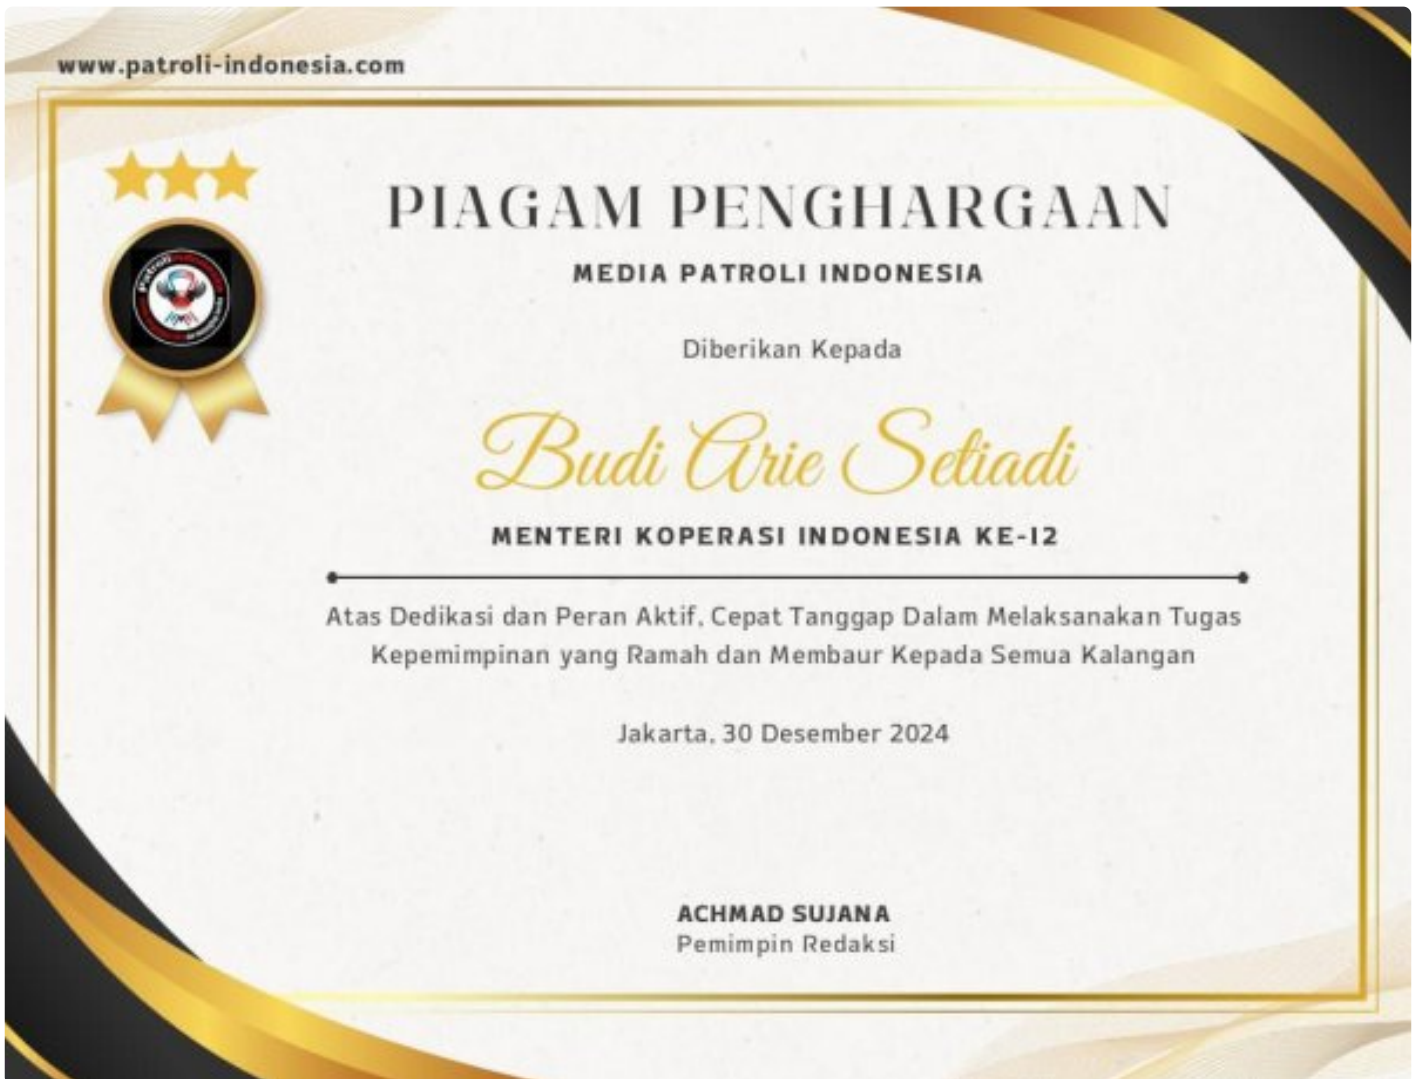 www.patroli-indonesia.com
PIAGAM PENGHARGAAN
MEDIA PATROLI INDONESIA
Diberikan Kepada
Budi Arie Setiadi
MENTERI KOPERASI INDONESIA KE-12
Atas Dedikasi dan Peran Aktif, Cepat Tanggap Dalam Melaksanakan Tugas
Kepemimpinan yang Ramah dan Membaur Kepada Semua Kalangan
Jakarta, 30 Desember 2024
ACHMAD SUJANA
Pemimpin Redaksi